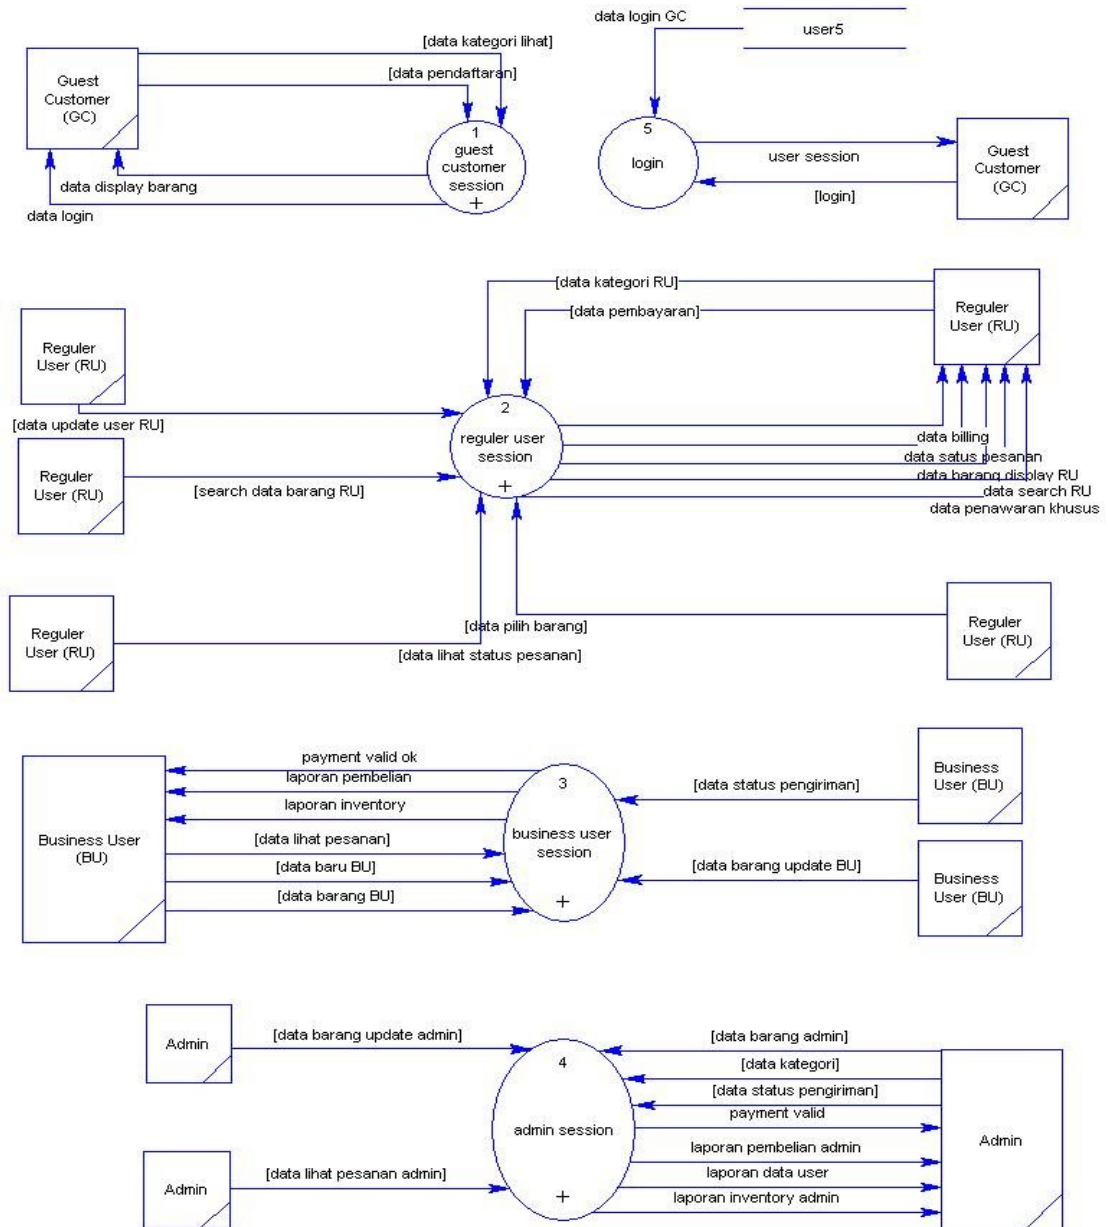 data login GC
user5
[data kategori lihat]
[data pendaftaran]
Guest
Customer
(GC)
1
guest
customer
session
+
data display barang
data login
5
login
user session
[login]
Guest
Customer
(GC)
[data kategori RU]
[data pembayaran]
Reguler
User (RU)
Reguler
User (RU)
[data update user RU]
2
reguler user
session
+
Reguler
User (RU)
[search data barang RU]
data billing
data satus pesanan
data barang display RU
data search RU
data penawaran khusus
Reguler
User (RU)
[data pilih barang]
[data lihat status pesanan]
Reguler
User (RU)
payment valid ok
laporan pembelian
laporan inventory
[data lihat pesanan]
[data baru BU]
[data barang BU]
Business User
(BU)
3
business user
session
+
[data status pengiriman]
Business
User (BU)
[data barang update BU]
Business
User (BU)
Admin
[data barang update admin]
4
admin session
+
[data barang admin]
[data kategori]
[data status pengiriman]
payment valid
laporan pembelian admin
laporan data user
laporan inventory admin
Admin
Admin
[data lihat pesanan admin]